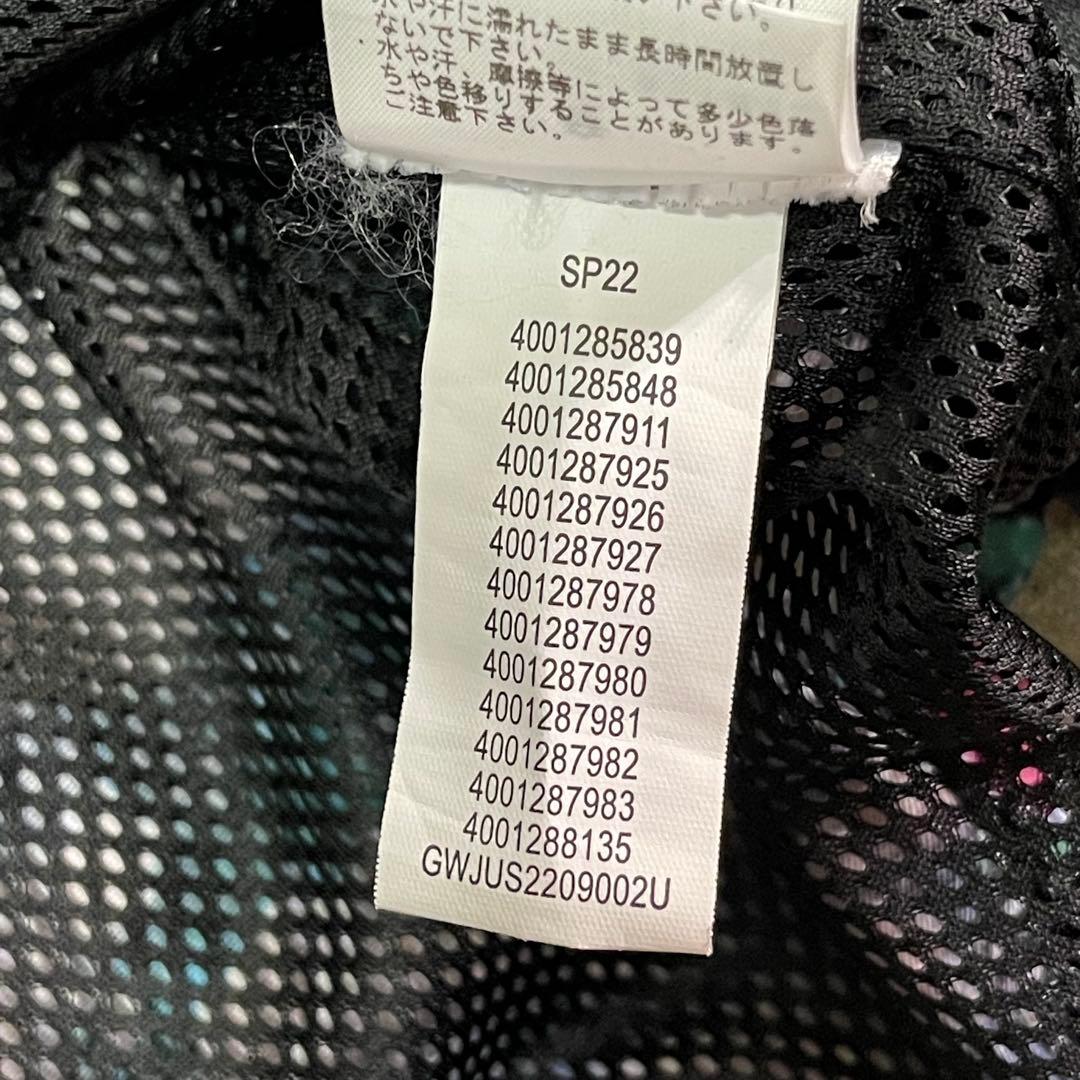 下さい。
水や汗に濡れたまま長時間放置し
ないで下さい。
水や汗、摩擦等によって多少色落
ちや色移りすることがあります。
ご注意下さい。
SP22
4001285839
4001285848
4001287911
4001287925
4001287926
4001287927
4001287978
4001287979
4001287980
4001287981
4001287982
4001287983
4001288135
GWJUS2209002U